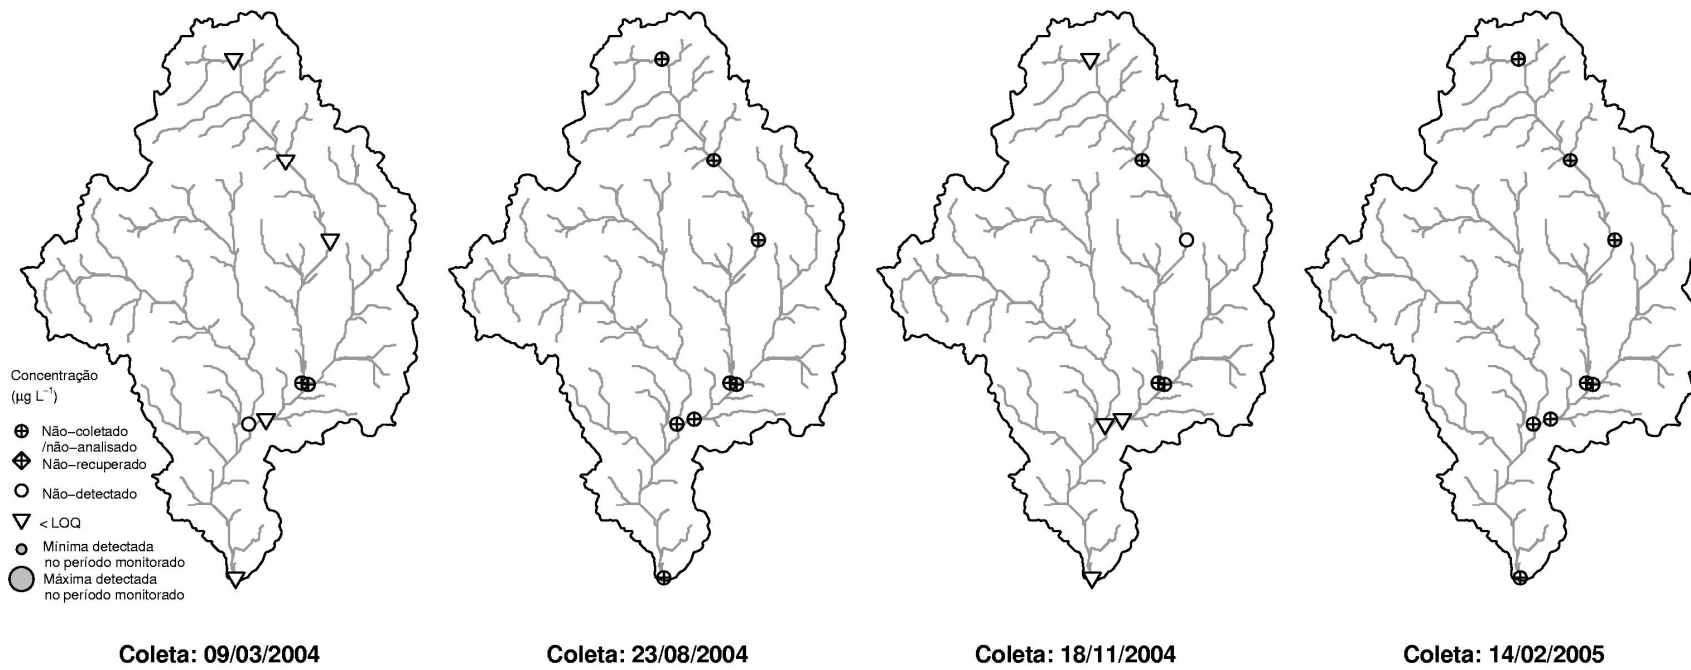 Concentração
(µg L⁻¹)
Não−coletado
/não−analisado
Não−recuperado
Não−detectado
< LOQ
Mínima detectada
no período monitorado
Máxima detectada
no período monitorado
Coleta: 09/03/2004
Coleta: 23/08/2004
Coleta: 18/11/2004
Coleta: 14/02/2005